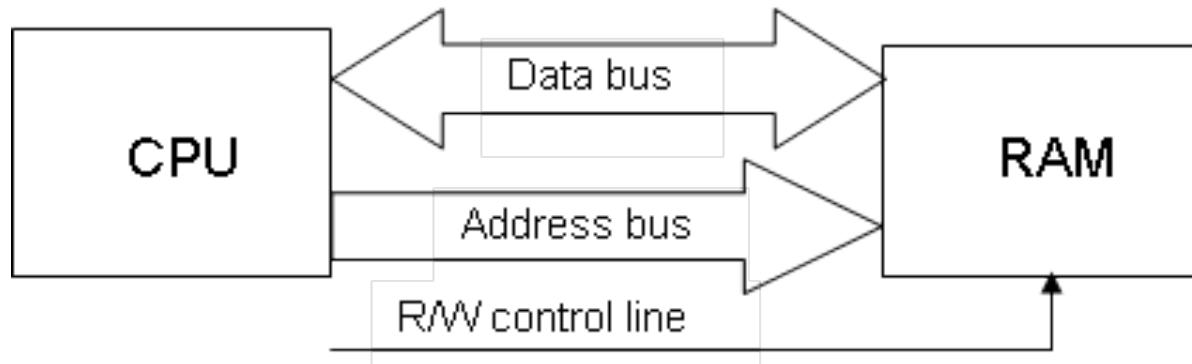 Data bus
CPU
RAM
Address bus
R/W control line